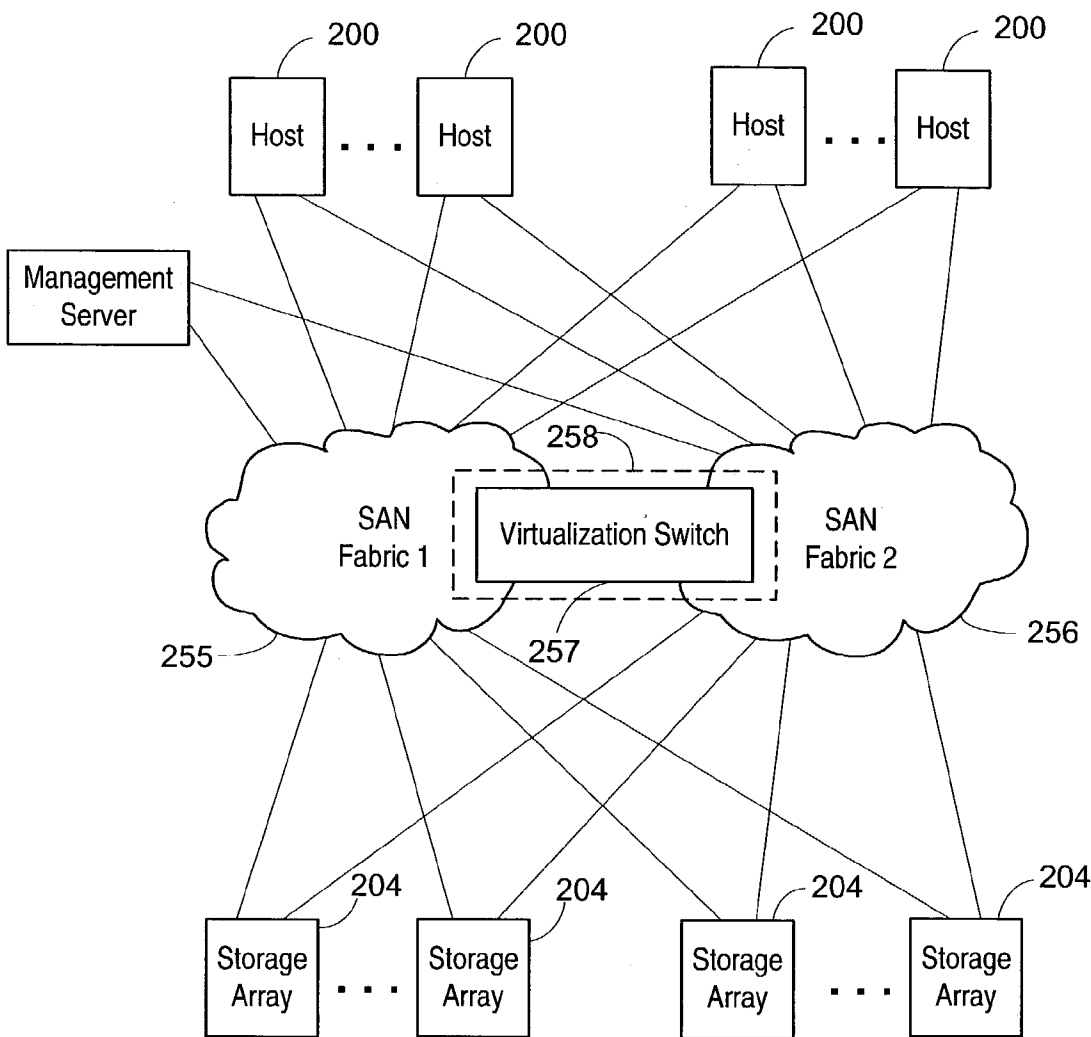 200
200
200
200
Host
. . .
Host
Host
. . .
Host
Management
Server
258
SAN
Fabric 1
Virtualization Switch
SAN
Fabric 2
255
257
256
204
204
204
204
Storage
Array
. . .
Storage
Array
Storage
Array
. . .
Storage
Array